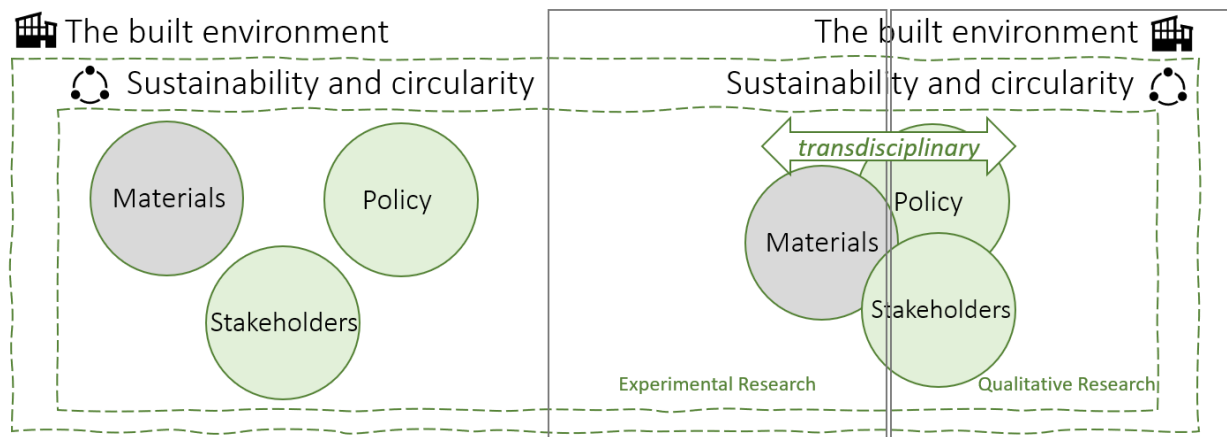 The built environment
Sustainability and circularity
Materials
Policy
Stakeholders
The built environment
Sustainability and circularity
transdisciplinary
Policy
Materials
Stakeholders
Experimental Research
Qualitative Research